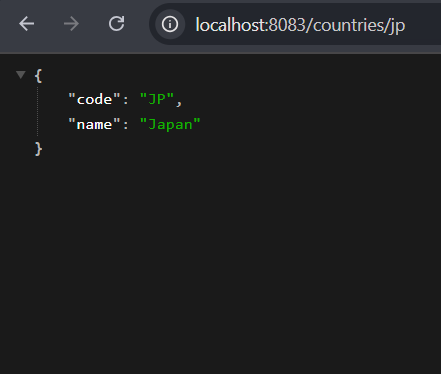 localhost:8083/countries/jp
{
"code": "JP",
"name": "Japan"
}